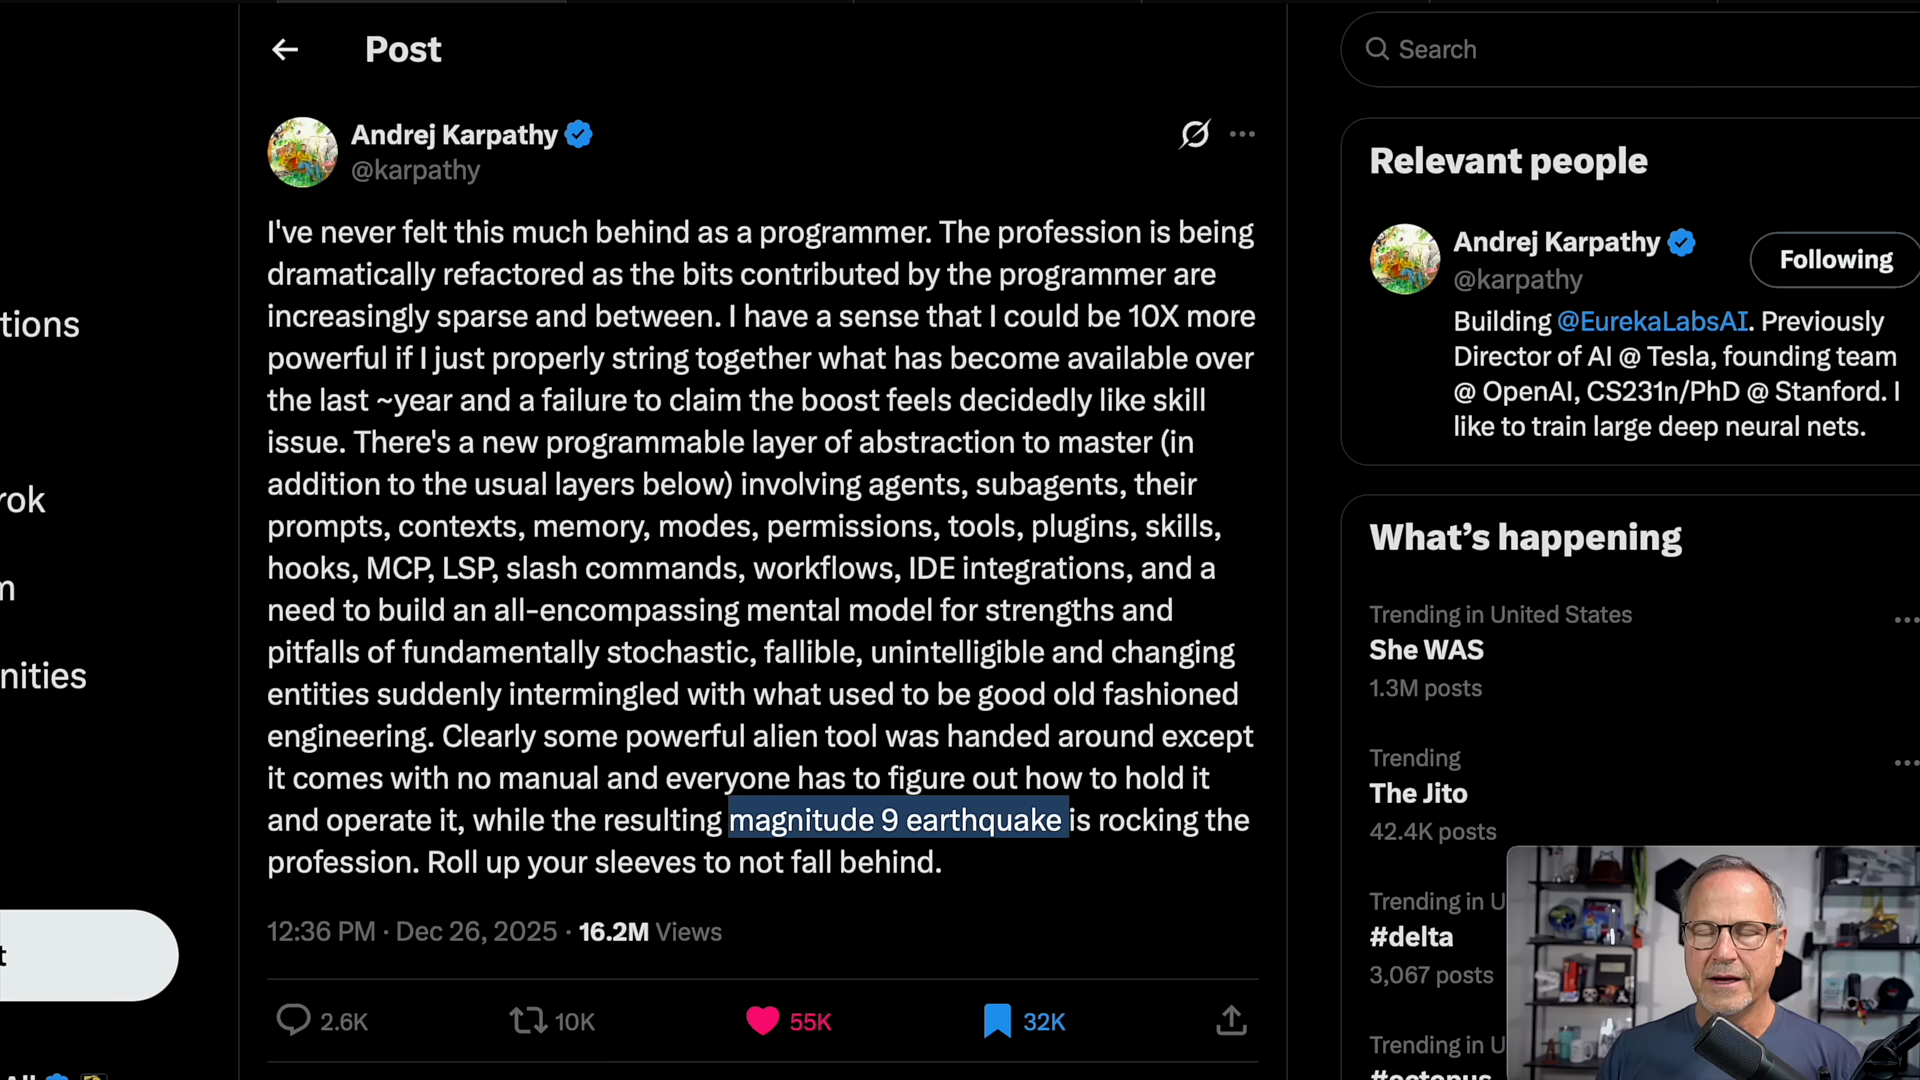 Post
Search
Andrej Karpathy
@karpathy
I've never felt this much behind as a programmer. The profession is being
dramatically refactored as the bits contributed by the programmer are
increasingly sparse and between. I have a sense that I could be 10X more
powerful if I just properly string together what has become available over
the last ~year and a failure to claim the boost feels decidedly like skill
issue. There's a new programmable layer of abstraction to master (in
addition to the usual layers below) involving agents, subagents, their
prompts, contexts, memory, modes, permissions, tools, plugins, skills,
hooks, MCP, LSP, slash commands, workflows, IDE integrations, and a
need to build an all-encompassing mental model for strengths and
pitfalls of fundamentally stochastic, fallible, unintelligible and changing
entities suddenly intermingled with what used to be good old fashioned
engineering. Clearly some powerful alien tool was handed around except
it comes with no manual and everyone has to figure out how to hold it
and operate it, while the resulting magnitude 9 earthquake is rocking the
profession. Roll up your sleeves to not fall behind.
12:36 PM · Dec 26, 2025 · 16.2M Views
2.6K
10K
55K
32K
tions
rok
m
nities
t
Relevant people
Andrej Karpathy
@karpathy
Following
Building @EurekaLabsAI. Previously
Director of AI @ Tesla, founding team
@ OpenAI, CS231n/PhD @ Stanford. I
like to train large deep neural nets.
What's happening
Trending in United States
She WAS
1.3M posts
Trending
The Jito
42.4K posts
Trending in U
#delta
3,067 posts
Trending in U
#octopus